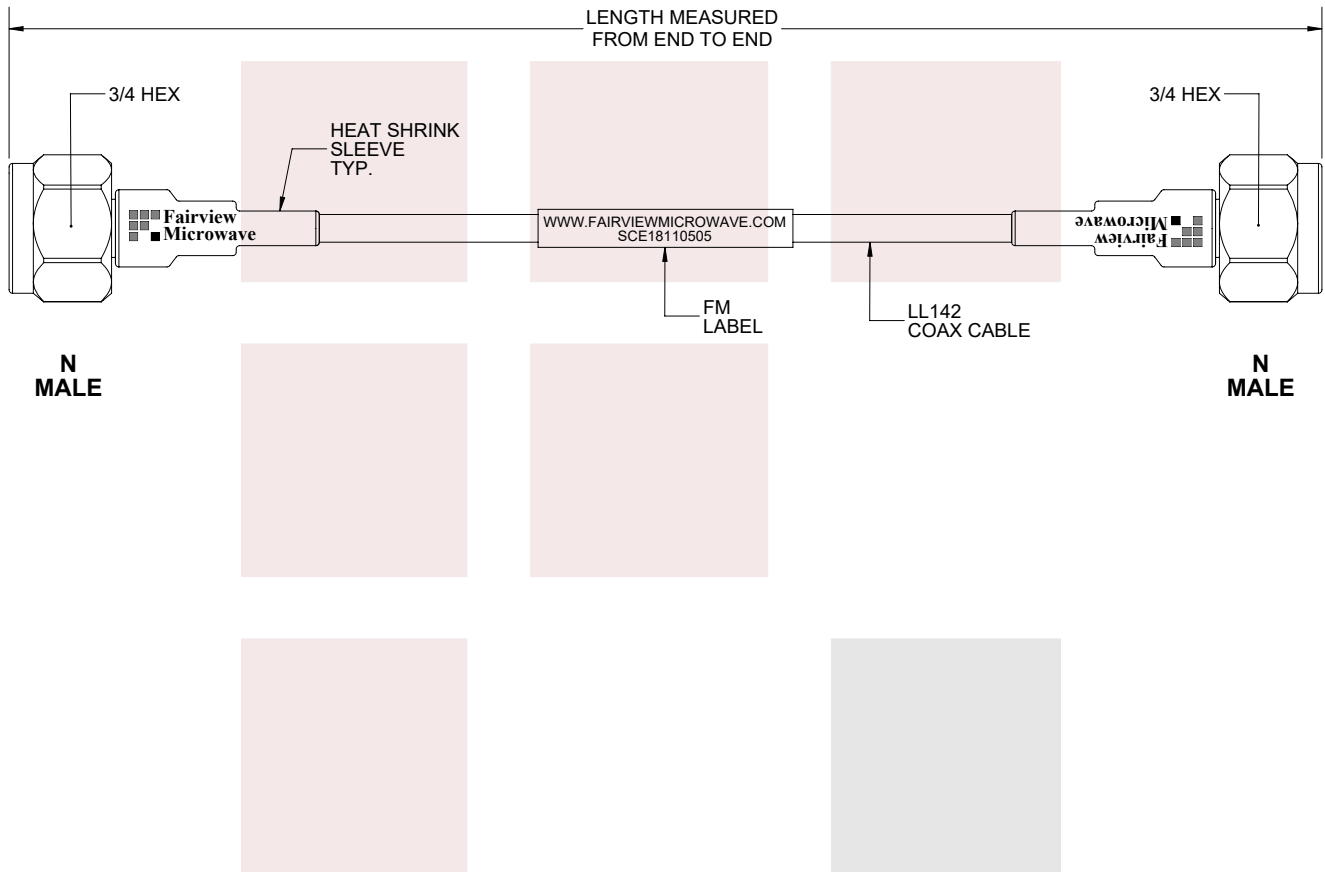 LENGTH MEASURED
FROM END TO END
3/4 HEX
3/4 HEX
HEAT SHRINK
SLEEVE
TYP.
Fairview
Microwave
WWW.FAIRVIEWMICROWAVE.COM
SCE18110505
Fairview
Microwave
FM
LABEL
LL142
COAX CABLE
N
MALE
N
MALE